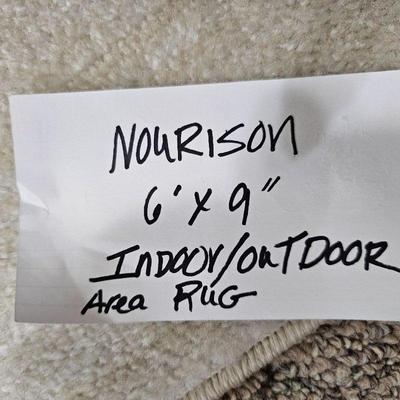 NOURISON
6' X 9"
INDOOR/OUTDOOR
Area RUG